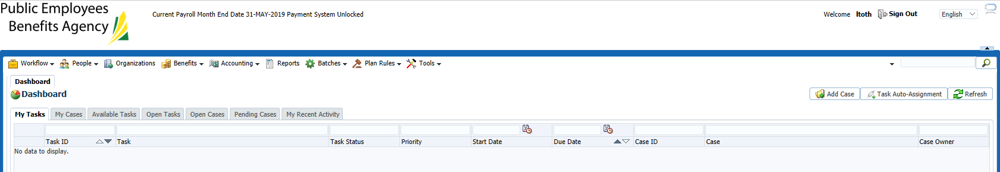 Public Employees
Benefits Agency
Current Payroll Month End Date 31-MAY-2019 Payment System Unlocked
Welcome ltoth Sign Out English
Workflow People Organizations Benefits Accounting Reports Batches Plan Rules Tools
Dashboard
Dashboard
Add Case Task Auto-Assignment Refresh
My Tasks My Cases Available Tasks Open Tasks Open Cases Pending Cases My Recent Activity
Task ID Task Task Status Priority Start Date Due Date Case ID Case Case Owner
No data to display.